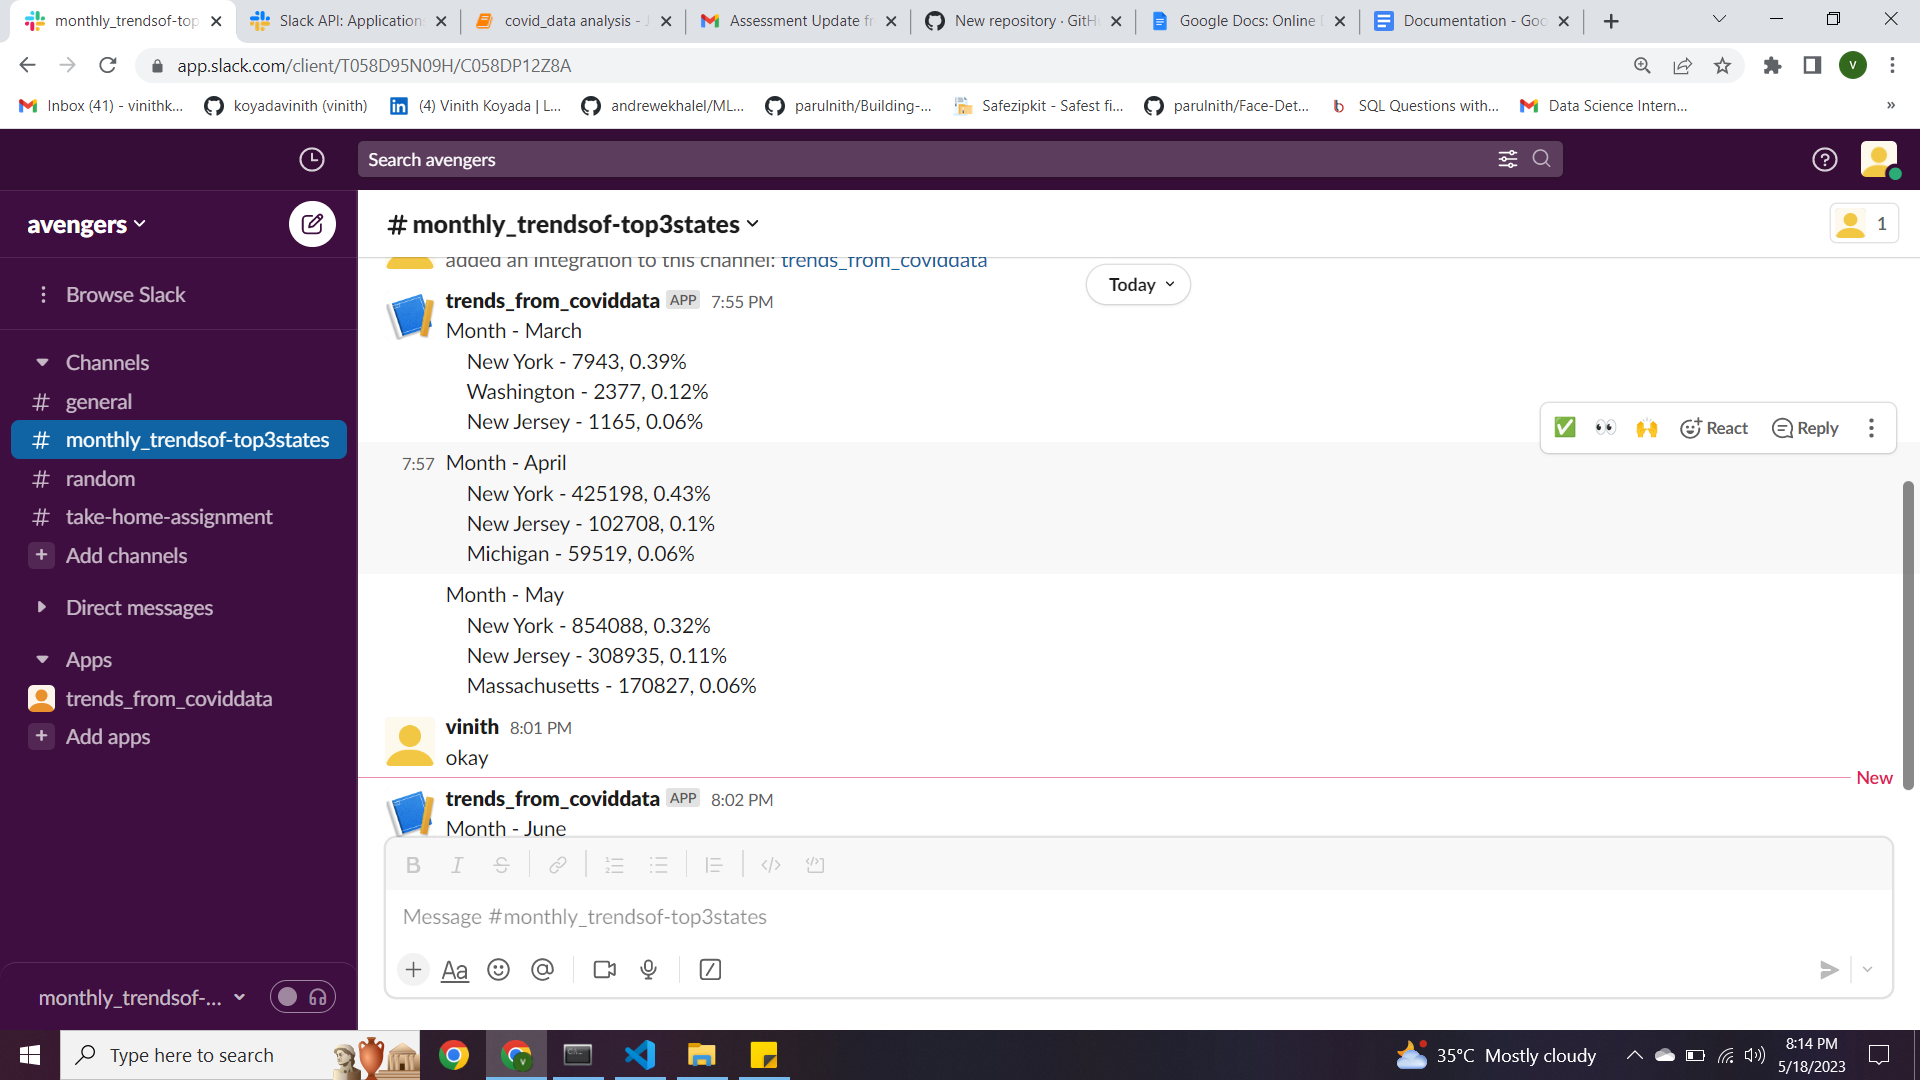 monthly_trendsof-top
Slack API: Applications
covid_data analysis - J
Assessment Update fr
New repository · GitH
Google Docs: Online D
Documentation - Goo
app.slack.com/client/T058D95N09H/C058DP12Z8A
V
Inbox (41) - vinithk...
koyadavinith (vinith)
(4) Vinith Koyada | L...
andrewekhalel/ML...
parulnith/Building-...
Safezipkit - Safest fi...
parulnith/Face-Det...
SQL Questions with...
Data Science Intern...
»
Search avengers
avengers
# monthly_trendsof-top3states
1
Browse Slack
Channels
# general
# monthly_trendsof-top3states
# random
# take-home-assignment
+ Add channels
Direct messages
Apps
trends_from_coviddata
+ Add apps
monthly_trendsof-...
added an integration to this channel: trends_from_coviddata
Today
trends_from_coviddata APP 7:55 PM
Month - March
New York - 7943, 0.39%
Washington - 2377, 0.12%
New Jersey - 1165, 0.06%
React
Reply
7:57 Month - April
New York - 425198, 0.43%
New Jersey - 102708, 0.1%
Michigan - 59519, 0.06%
Month - May
New York - 854088, 0.32%
New Jersey - 308935, 0.11%
Massachusetts - 170827, 0.06%
vinith 8:01 PM
okay
New
trends_from_coviddata APP 8:02 PM
Month - June
B I S
Message #monthly_trendsof-top3states
+ Aa @
Type here to search
35°C Mostly cloudy
8:14 PM
5/18/2023